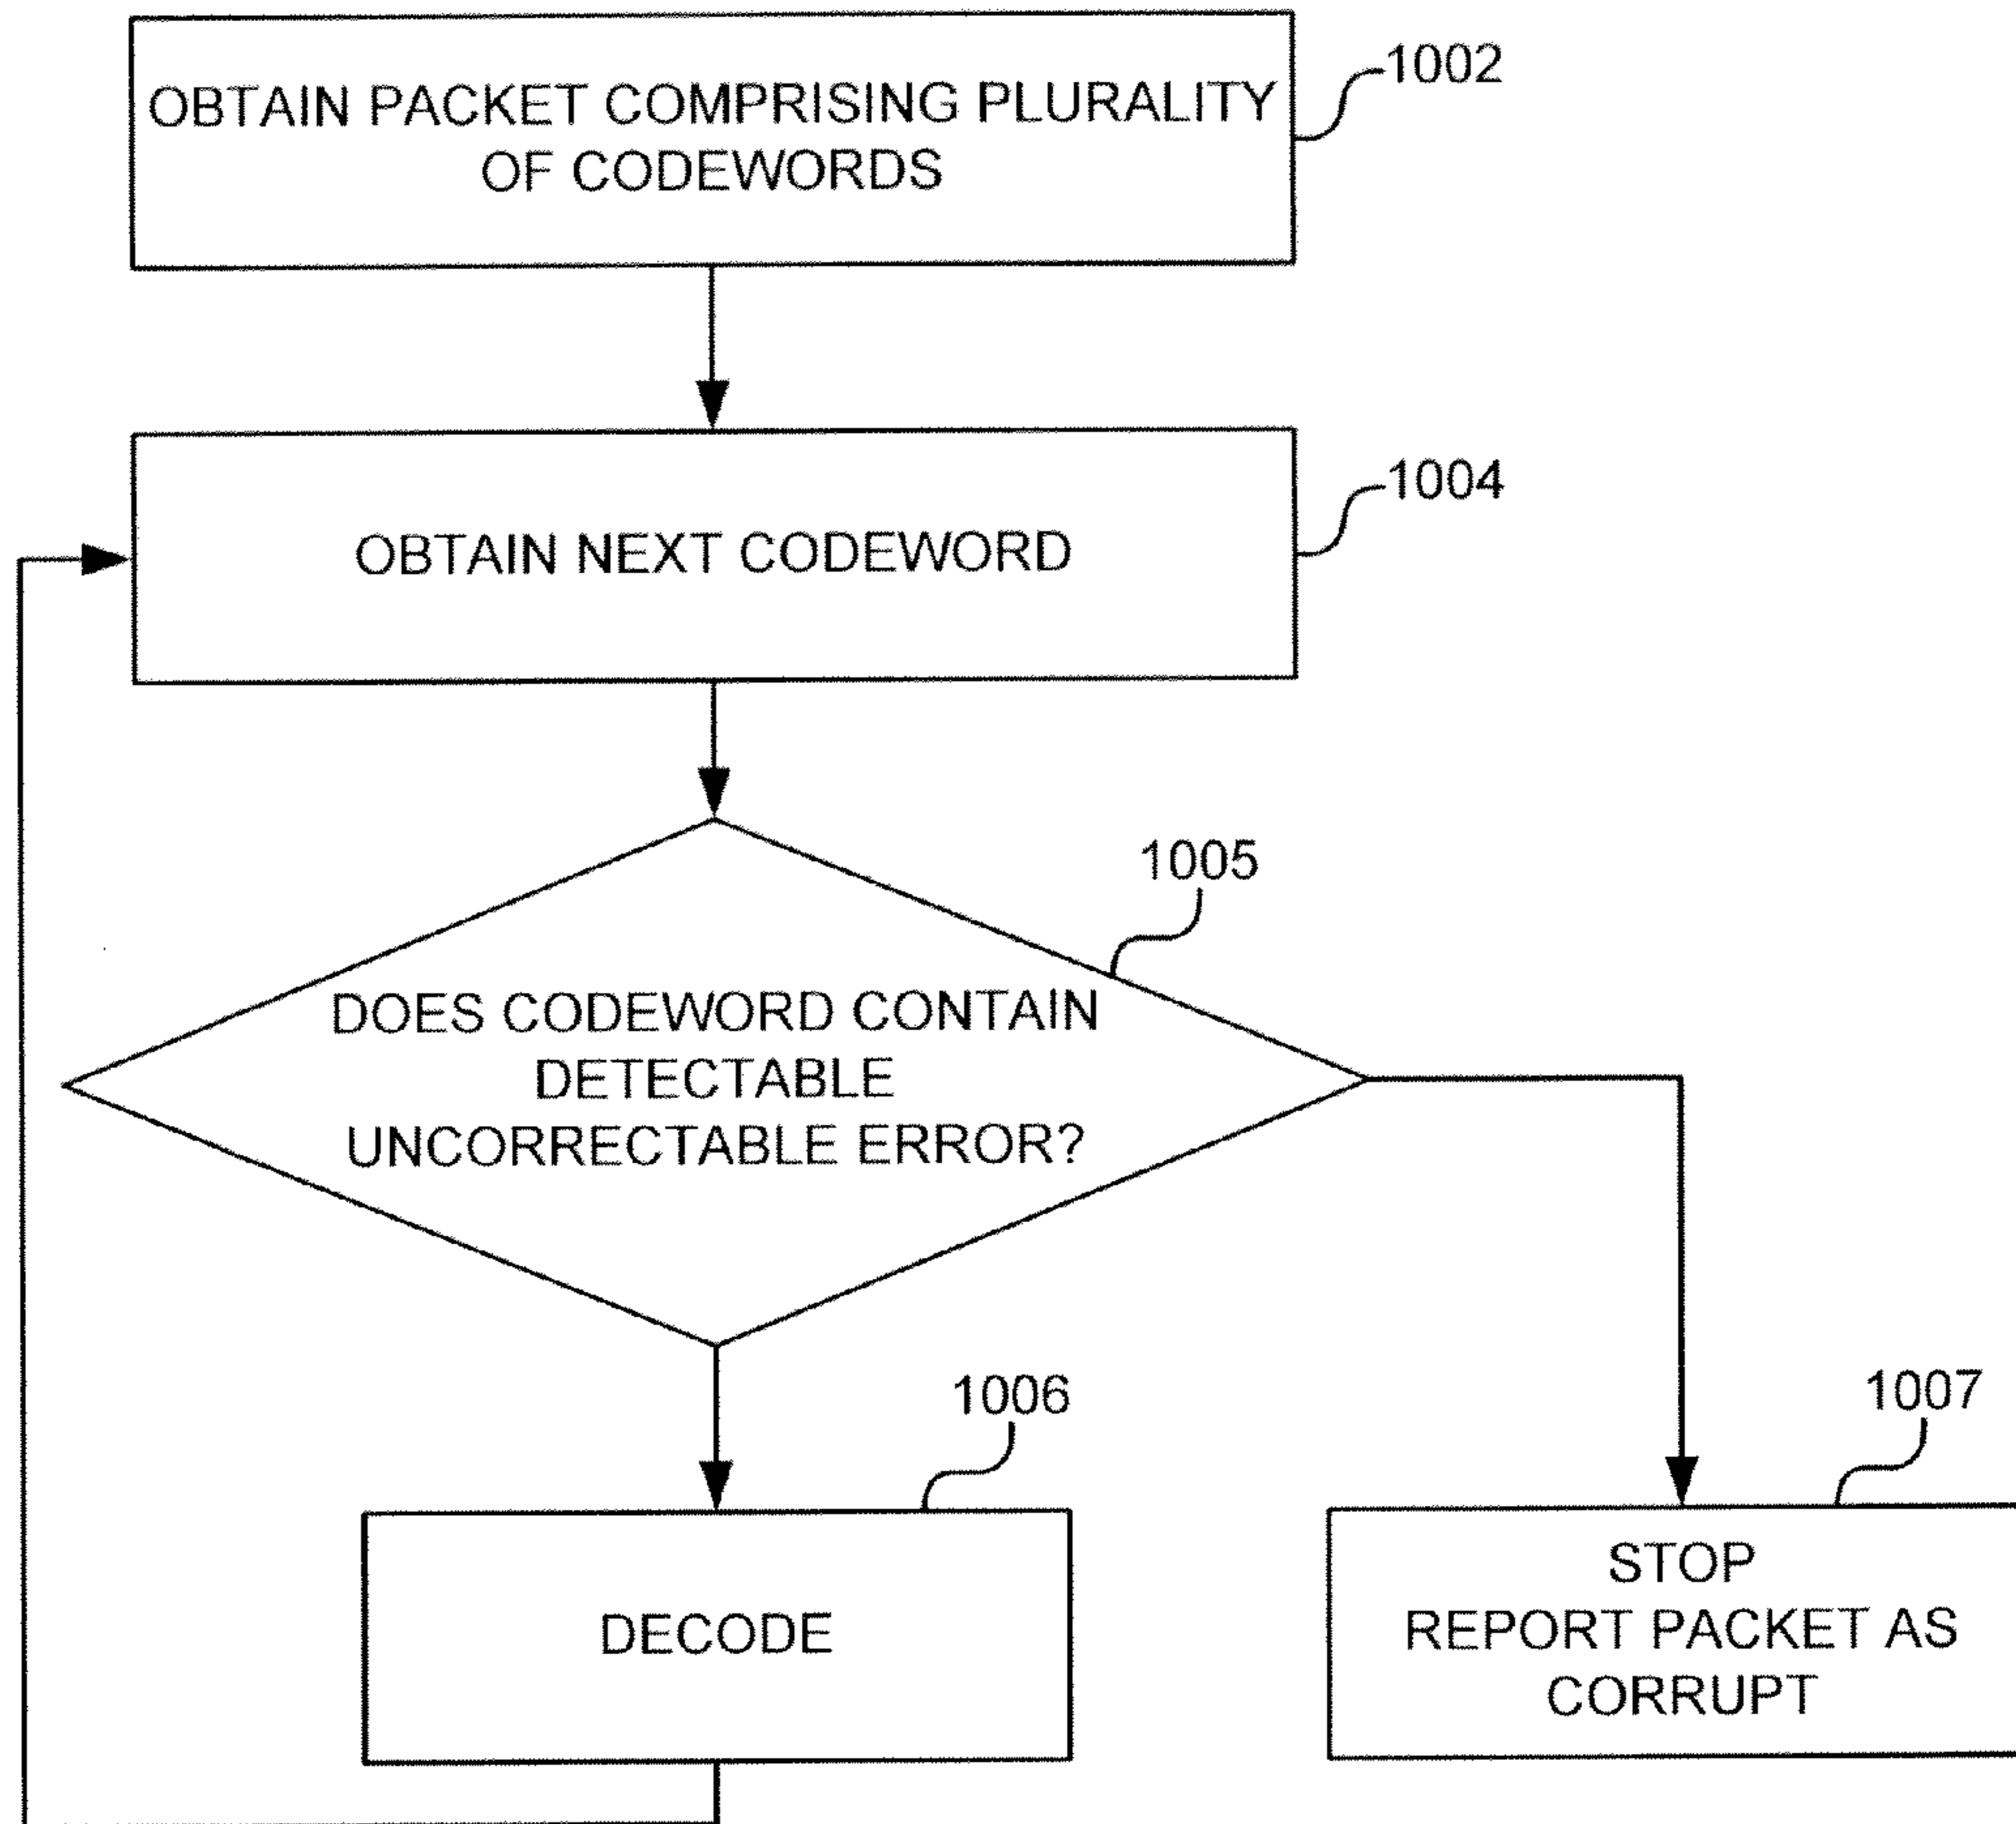 OBTAIN PACKET COMPRISING PLURALITY
OF CODEWORDS
1002
OBTAIN NEXT CODEWORD
1004
1005
DOES CODEWORD CONTAIN
DETECTABLE
UNCORRECTABLE ERROR?
1006
DECODE
1007
STOP
REPORT PACKET AS
CORRUPT